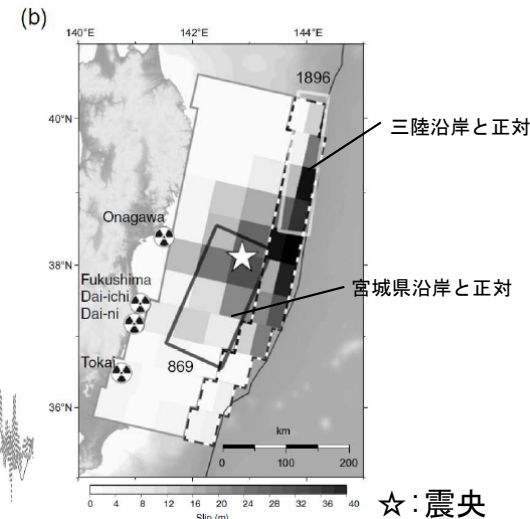 (b)
140°E
142°E
144°E
1896
40°N
三陸沿岸と正対
Onagawa
38°N
Fukushima
Dai-ichi
Dai-ni
宮城県沿岸と正対
Tokai
869
36°N
km
0 100 200
0 4 8 12 16 20 24 28 32 36 40
Slip (m)
☆:震央